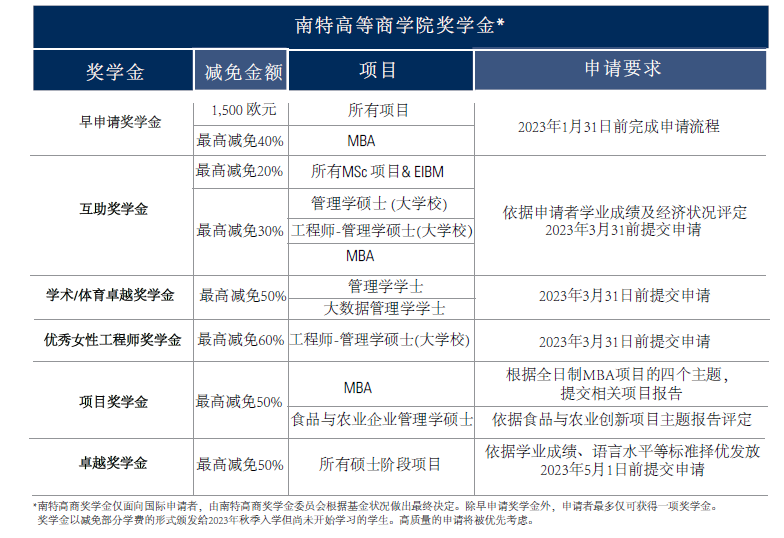 南特高等商学院奖学金*
奖学金 减免金额 项目 申请要求
早申请奖学金 1,500 欧元 所有项目 2023年1月31日前完成申请流程
最高减免40% MBA
互助奖学金 最高减免20% 所有MSc 项目& EIBM 依据申请者学业成绩及经济状况评定
2023年3月31前提交申请
最高减免30% 管理学硕士 (大学校)
工程师-管理学硕士(大学校)
MBA
学术/体育卓越奖学金 最高减免50% 管理学学士 2023年3月31日前提交申请
大数据管理学学士
优秀女性工程师奖学金 最高减免60% 工程师-管理学硕士(大学校) 2023年3月31日前提交申请
项目奖学金 最高减免50% MBA 根据全日制MBA项目的四个主题，
提交相关项目报告
食品与农业企业管理学硕士 依据食品与农业创新项目主题报告评定
卓越奖学金 最高减免50% 所有硕士阶段项目 依据学业成绩、语言水平等标准择优发放
2023年5月1日前提交申请
*南特高商奖学金仅面向国际申请者，由南特高商奖学金委员会根据基金状况做出最终决定。除早申请奖学金外，申请者最多仅可获得一项奖学金。
奖学金以减免部分学费的形式颁发给2023年秋季入学但尚未开始学习的学生。高质量的申请将被优先考虑。